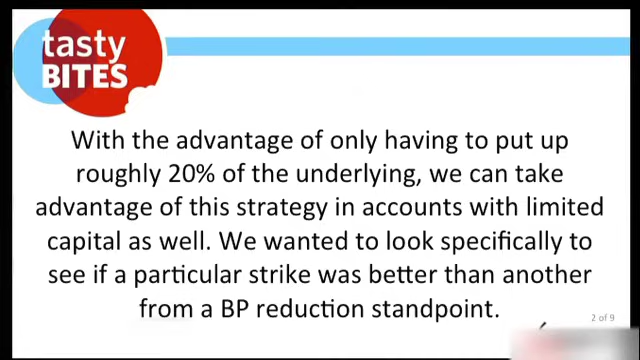 tasty
BITES
With the advantage of only having to put up
roughly 20% of the underlying, we can take
advantage of this strategy in accounts with limited
capital as well. We wanted to look specifically to
see if a particular strike was better than another
from a BP reduction standpoint.
2 of 9